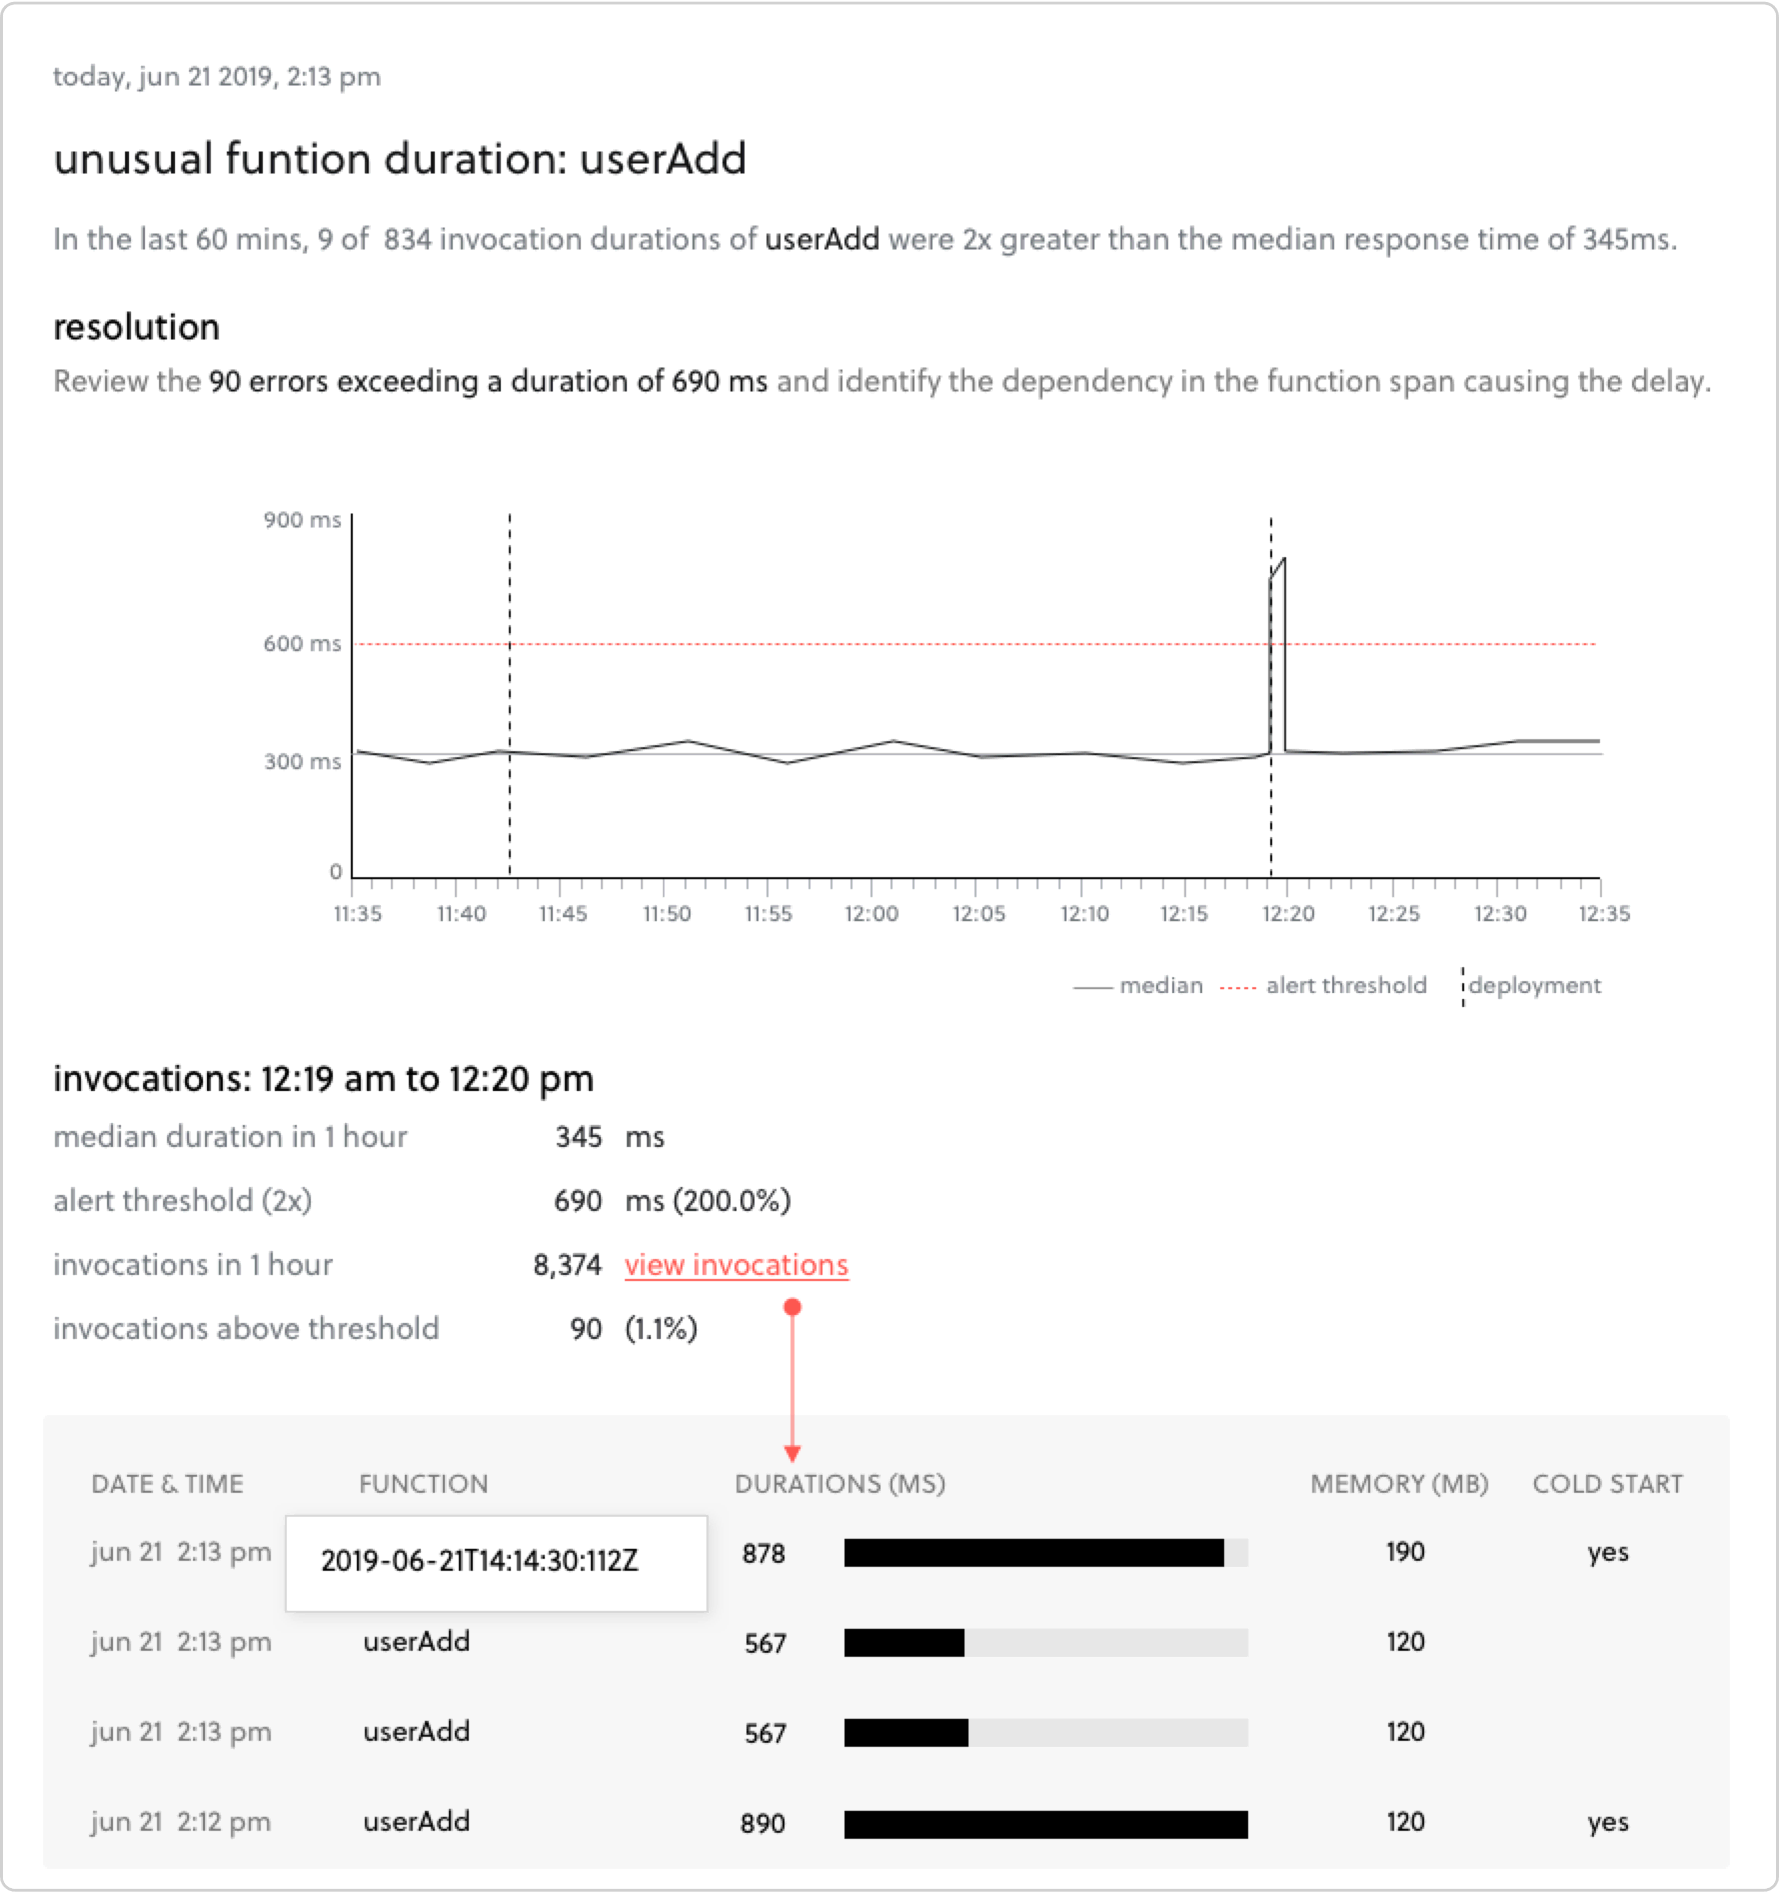 today, jun 21 2019, 2:13 pm
unusual funtion duration: userAdd
In the last 60 mins, 9 of 834 invocation durations of userAdd were 2x greater than the median response time of 345ms.
resolution
Review the 90 errors exceeding a duration of 690 ms and identify the dependency in the function span causing the delay.
900 ms
600 ms
300 ms
0
11:35 11:40 11:45 11:50 11:55 12:00 12:05 12:10 12:15 12:20 12:25 12:30 12:35
median alert threshold deployment
invocations: 12:19 am to 12:20 pm
median duration in 1 hour 345 ms
alert threshold (2x) 690 ms (200.0%)
invocations in 1 hour 8,374 view invocations
invocations above threshold 90 (1.1%)
DATE & TIME FUNCTION DURATIONS (MS) MEMORY (MB) COLD START
jun 21 2:13 pm 2019-06-21T14:14:30:112Z 878 190 yes
jun 21 2:13 pm userAdd 567 120
jun 21 2:13 pm userAdd 567 120
jun 21 2:12 pm userAdd 890 120 yes